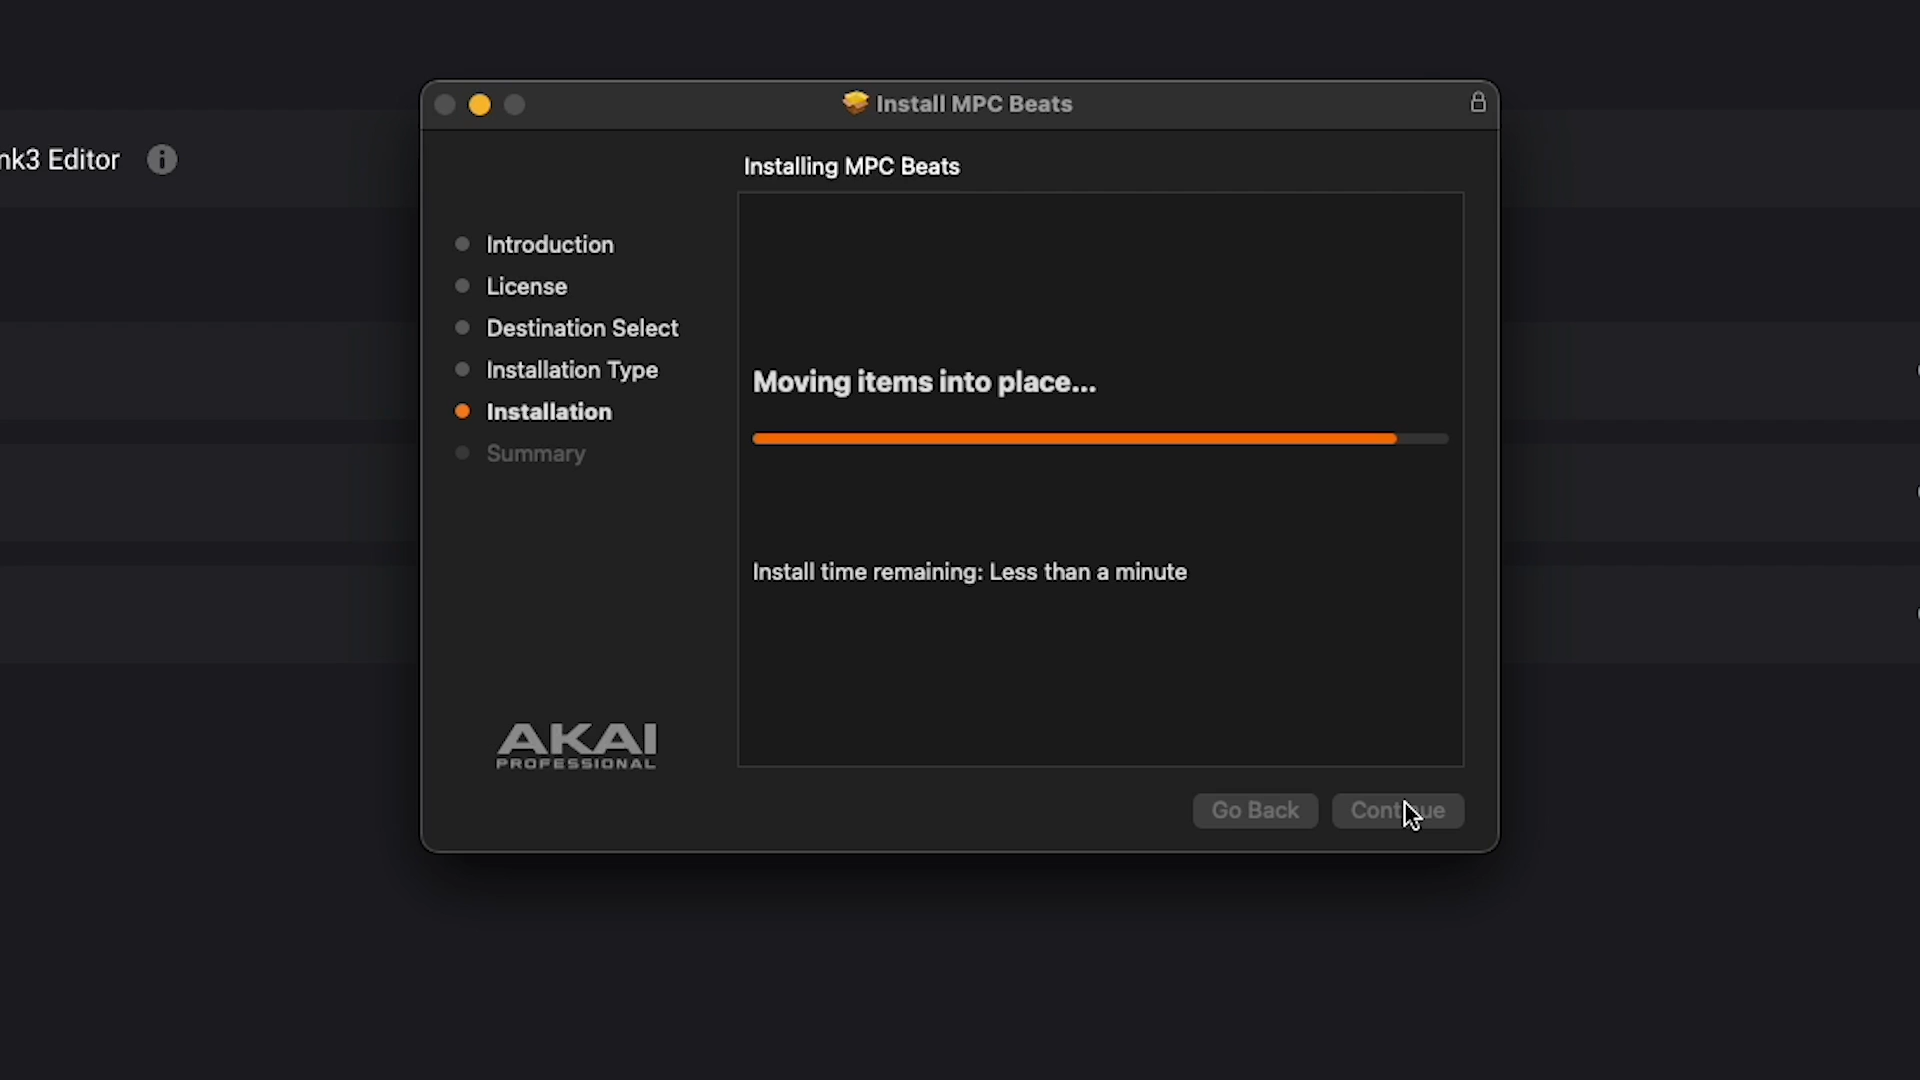 Install MPC Beats
nk3 Editor
Installing MPC Beats
Introduction
License
Destination Select
Installation Type
Installation
Summary
Moving items into place...
Install time remaining: Less than a minute
AKAI
PROFESSIONAL
Go Back
Continue